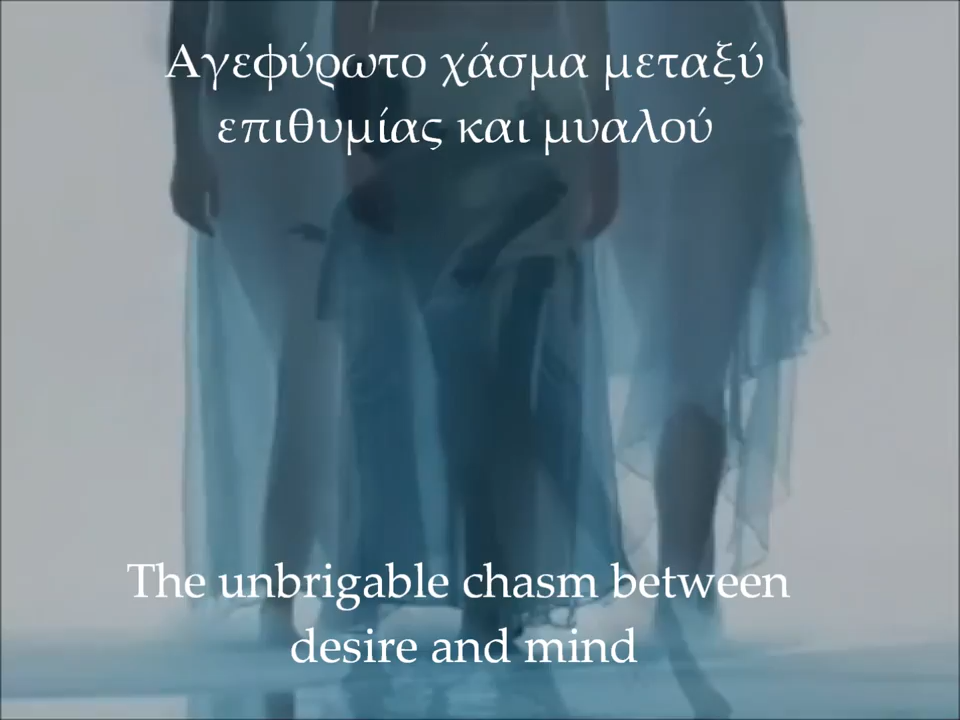 Αγεφύρωτο χάσμα μεταξύ
επιθυμίας και μυαλού
The unbrigable chasm between
desire and mind